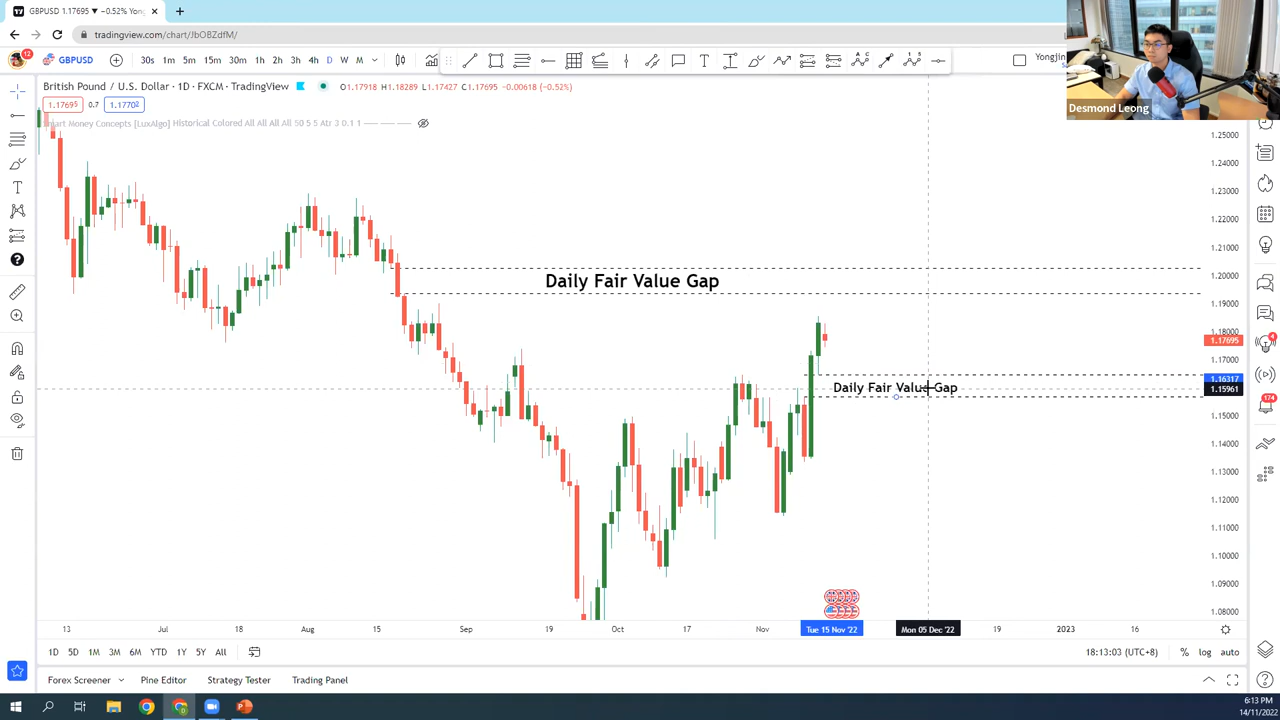 GBPUSD 1.17695 ▼ −0.52% Yongjin
tradingview.com/chart/JbOBZdfM/
12
GBPUSD
30s 1m 5m 15m 30m 1h 2h 3h 4h D W M
Yongjin
Desmond Leong
British Pound / U.S. Dollar · 1D · FXCM · TradingView
O1.17918 H1.18289 L1.17427 C1.17695 −0.00618 (−0.52%)
1.17695 0.7 1.17702
Smart Money Concepts [LuxAlgo] Historical Colored All All All All 50 5 5 Atr 3 0.1 1
1.25000
1.24000
1.23000
1.22000
1.21000
1.20000
1.19000
1.18000
1.17695
1.17000
1.16317
1.15961
1.15000
1.14000
1.13000
1.12000
1.11000
1.10000
1.09000
1.08000
Daily Fair Value Gap
Daily Fair Value Gap
174
13 Jul 18 Aug 15 Sep 19 Oct 17 Nov Tue 15 Nov '22 Mon 05 Dec '22 19 2023 16
1D 5D 1M 3M 6M YTD 1Y 5Y All
18:13:03 (UTC+8) % log auto
Forex Screener Pine Editor Strategy Tester Trading Panel
6:13 PM
14/11/2022